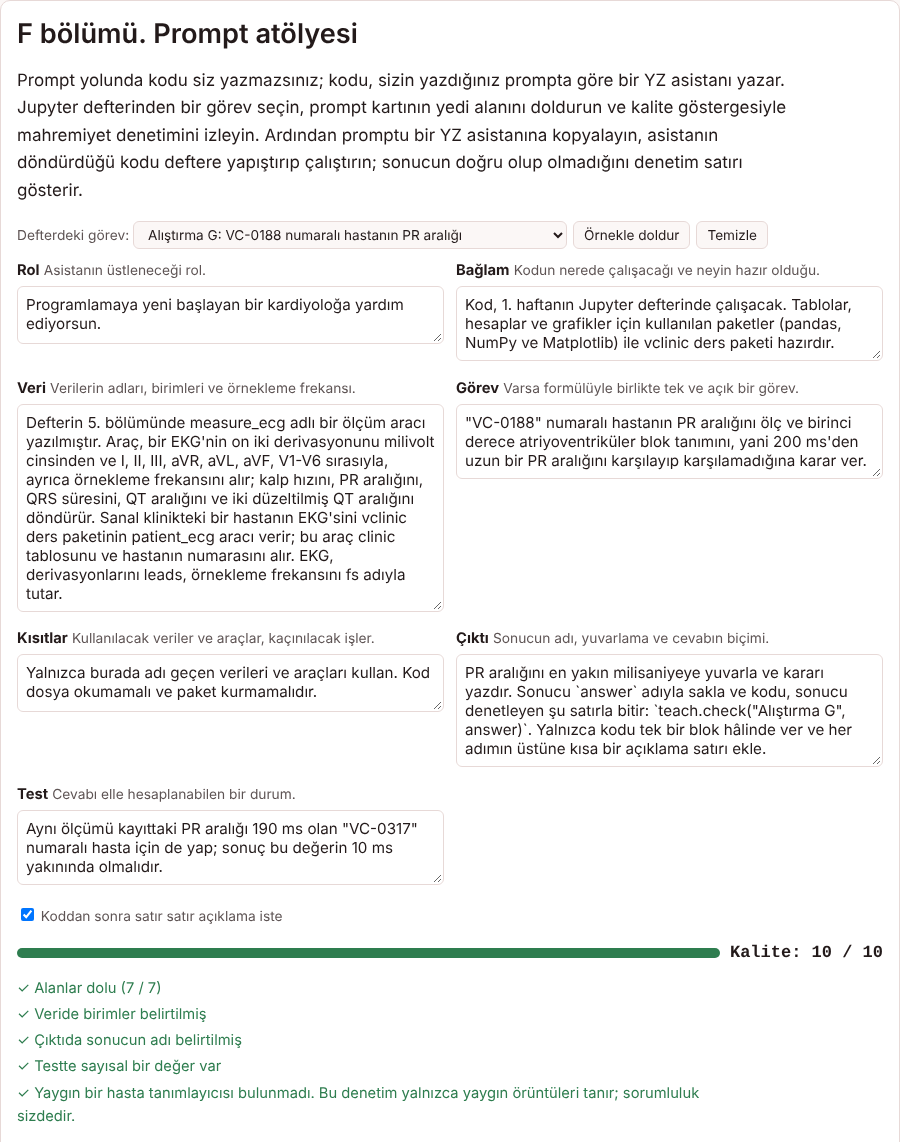 F bölümü. Prompt atölyesi
Prompt yolunda kodu siz yazmazsınız; kodu, sizin yazdığınız prompta göre bir YZ asistanı yazar.
Jupyter defterinden bir görev seçin, prompt kartının yedi alanını doldurun ve kalite göstergesiyle
mahremiyet denetimini izleyin. Ardından promptu bir YZ asistanına kopyalayın, asistanın
döndürdüğü kodu deftere yapıştırıp çalıştırın; sonucun doğru olup olmadığını denetim satırı
gösterir.
Defterdeki görev: Alıştırma G: VC-0188 numaralı hastanın PR aralığı Örnekle doldur Temizle
Rol Asistanın üstleneceği rol.
Programlamaya yeni başlayan bir kardiyoloğa yardım
ediyorsun.
Bağlam Kodun nerede çalışacağı ve neyin hazır olduğu.
Kod, 1. haftanın Jupyter defterinde çalışacak. Tablolar,
hesaplar ve grafikler için kullanılan paketler (pandas,
NumPy ve Matplotlib) ile vclinic ders paketi hazırdır.
Veri Verilerin adları, birimleri ve örnekleme frekansı.
Defterin 5. bölümünde measure_ecg adlı bir ölçüm aracı
yazılmıştır. Araç, bir EKG'nin on iki derivasyonunu milivolt
cinsinden ve I, II, III, aVR, aVL, aVF, V1-V6 sırasıyla,
ayrıca örnekleme frekansını alır; kalp hızını, PR aralığını,
QRS süresini, QT aralığını ve iki düzeltilmiş QT aralığını
döndürür. Sanal klinikteki bir hastanın EKG'sini vclinic
ders paketinin patient_ecg aracı verir; bu araç clinic
tablosunu ve hastanın numarasını alır. EKG,
derivasyonlarını leads, örnekleme frekansını fs adıyla
tutar.
Görev Varsa formülüyle birlikte tek ve açık bir görev.
"VC-0188" numaralı hastanın PR aralığını ölç ve birinci
derece atriyoventriküler blok tanımını, yani 200 ms'den
uzun bir PR aralığını karşılayıp karşılamadığına karar ver.
Kısıtlar Kullanılacak veriler ve araçlar, kaçınılacak işler.
Yalnızca burada adı geçen verileri ve araçları kullan. Kod
dosya okumamalı ve paket kurmamalıdır.
Çıktı Sonucun adı, yuvarlama ve cevabın biçimi.
PR aralığını en yakın milisaniyeye yuvarla ve kararı
yazdır. Sonucu `answer` adıyla sakla ve kodu, sonucu
denetleyen şu satırla bitir: `teach.check("Alıştırma G",
answer)`. Yalnızca kodu tek bir blok hâlinde ver ve her
adımın üstüne kısa bir açıklama satırı ekle.
Test Cevabı elle hesaplanabilen bir durum.
Aynı ölçümü kayıttaki PR aralığı 190 ms olan "VC-0317"
numaralı hasta için de yap; sonuç bu değerin 10 ms
yakınında olmalıdır.
Koddan sonra satır satır açıklama iste
Kalite: 10 / 10
✓ Alanlar dolu (7 / 7)
✓ Veride birimler belirtilmiş
✓ Çıktıda sonucun adı belirtilmiş
✓ Testte sayısal bir değer var
✓ Yaygın bir hasta tanımlayıcısı bulunmadı. Bu denetim yalnızca yaygın örüntüleri tanır; sorumluluk
sizdedir.